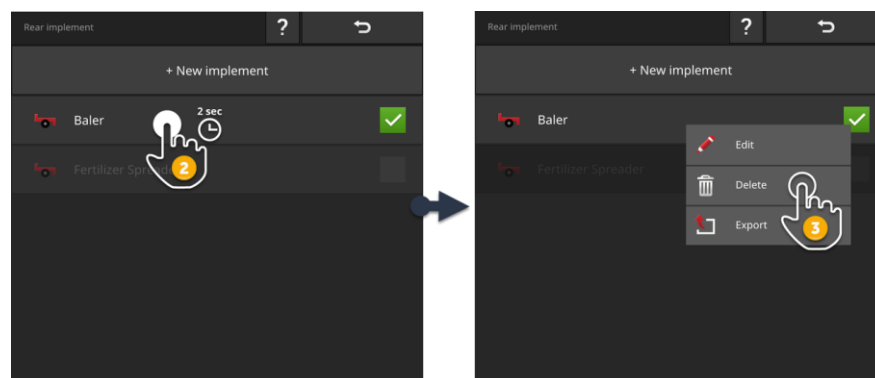 Rear implement
?
+ New implement
2 sec
Baler
2
Fertilizer Spreader
Rear implement
?
+ New implement
Baler
Edit
Fertilizer Spreader
Delete
Export
3